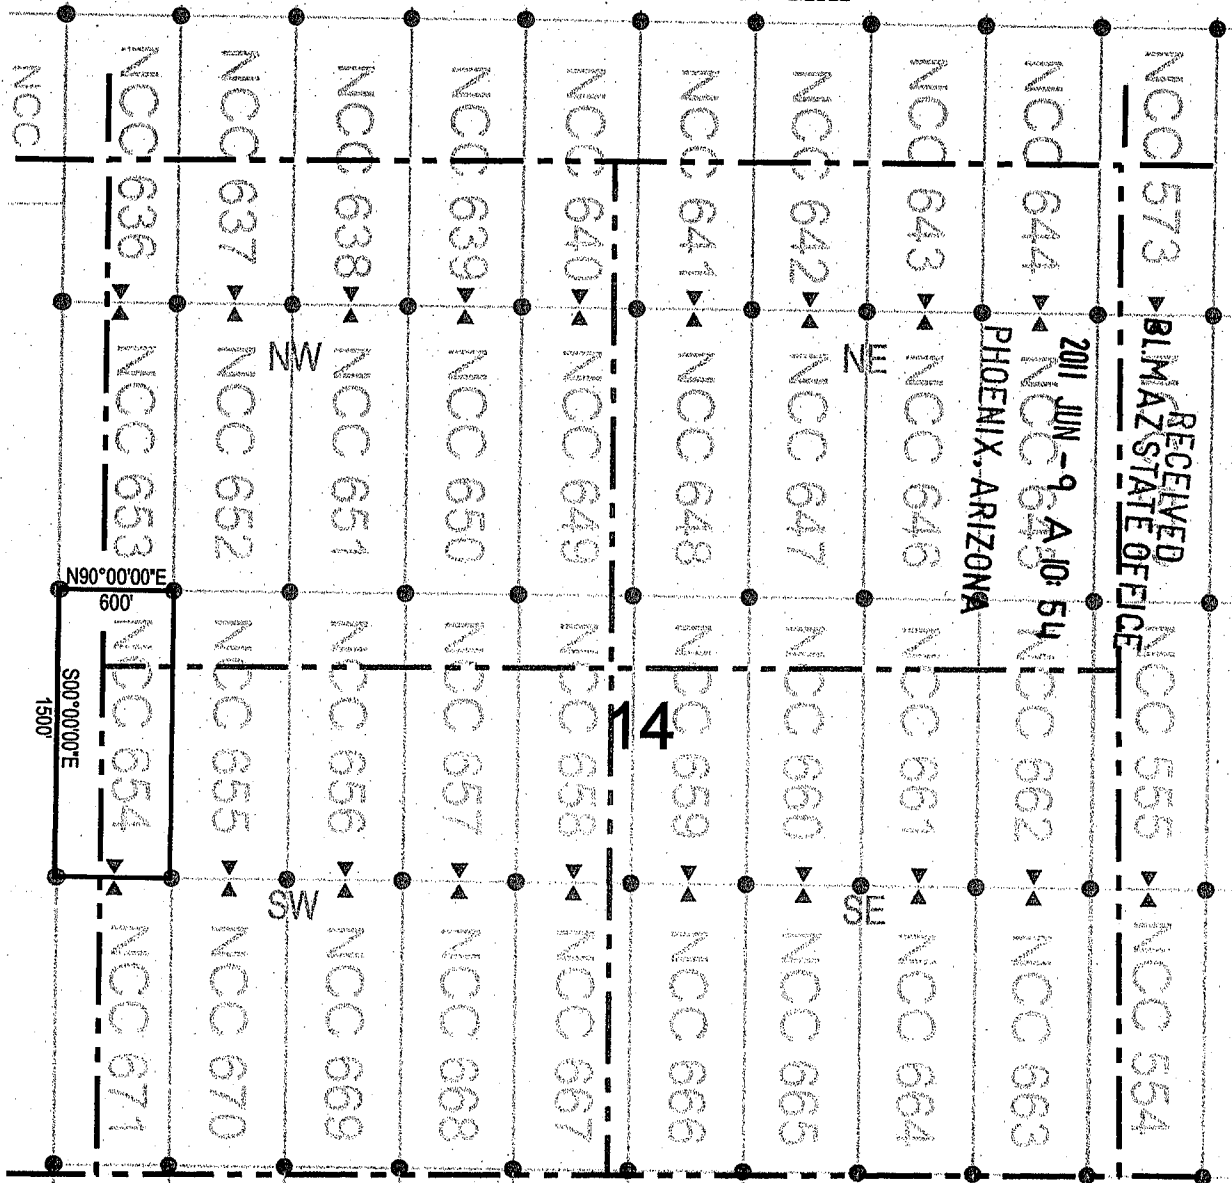 NCC
NCC 636
NCC 637
NCC 638
NCC 639
NCC 640
NCC 641
NCC 642
NCC 643
NCC 644
NCC 573
NW
NE
NCC 653
NCC 652
NCC 651
NCC 650
NCC 649
NCC 648
NCC 647
NCC 646
NCC 645
RECEIVED
BLM AZ STATE OFFICE
2011 JUN -9 A 10: 54
PHOENIX, ARIZONA
N90°00'00"E
600'
S00°00'00"E
1500'
14
NCC 654
NCC 655
NCC 656
NCC 657
NCC 658
NCC 659
NCC 660
NCC 661
NCC 662
NCC 555
SW
SE
NCC 671
NCC 670
NCC 669
NCC 668
NCC 667
NCC 666
NCC 665
NCC 664
NCC 663
NCC 554